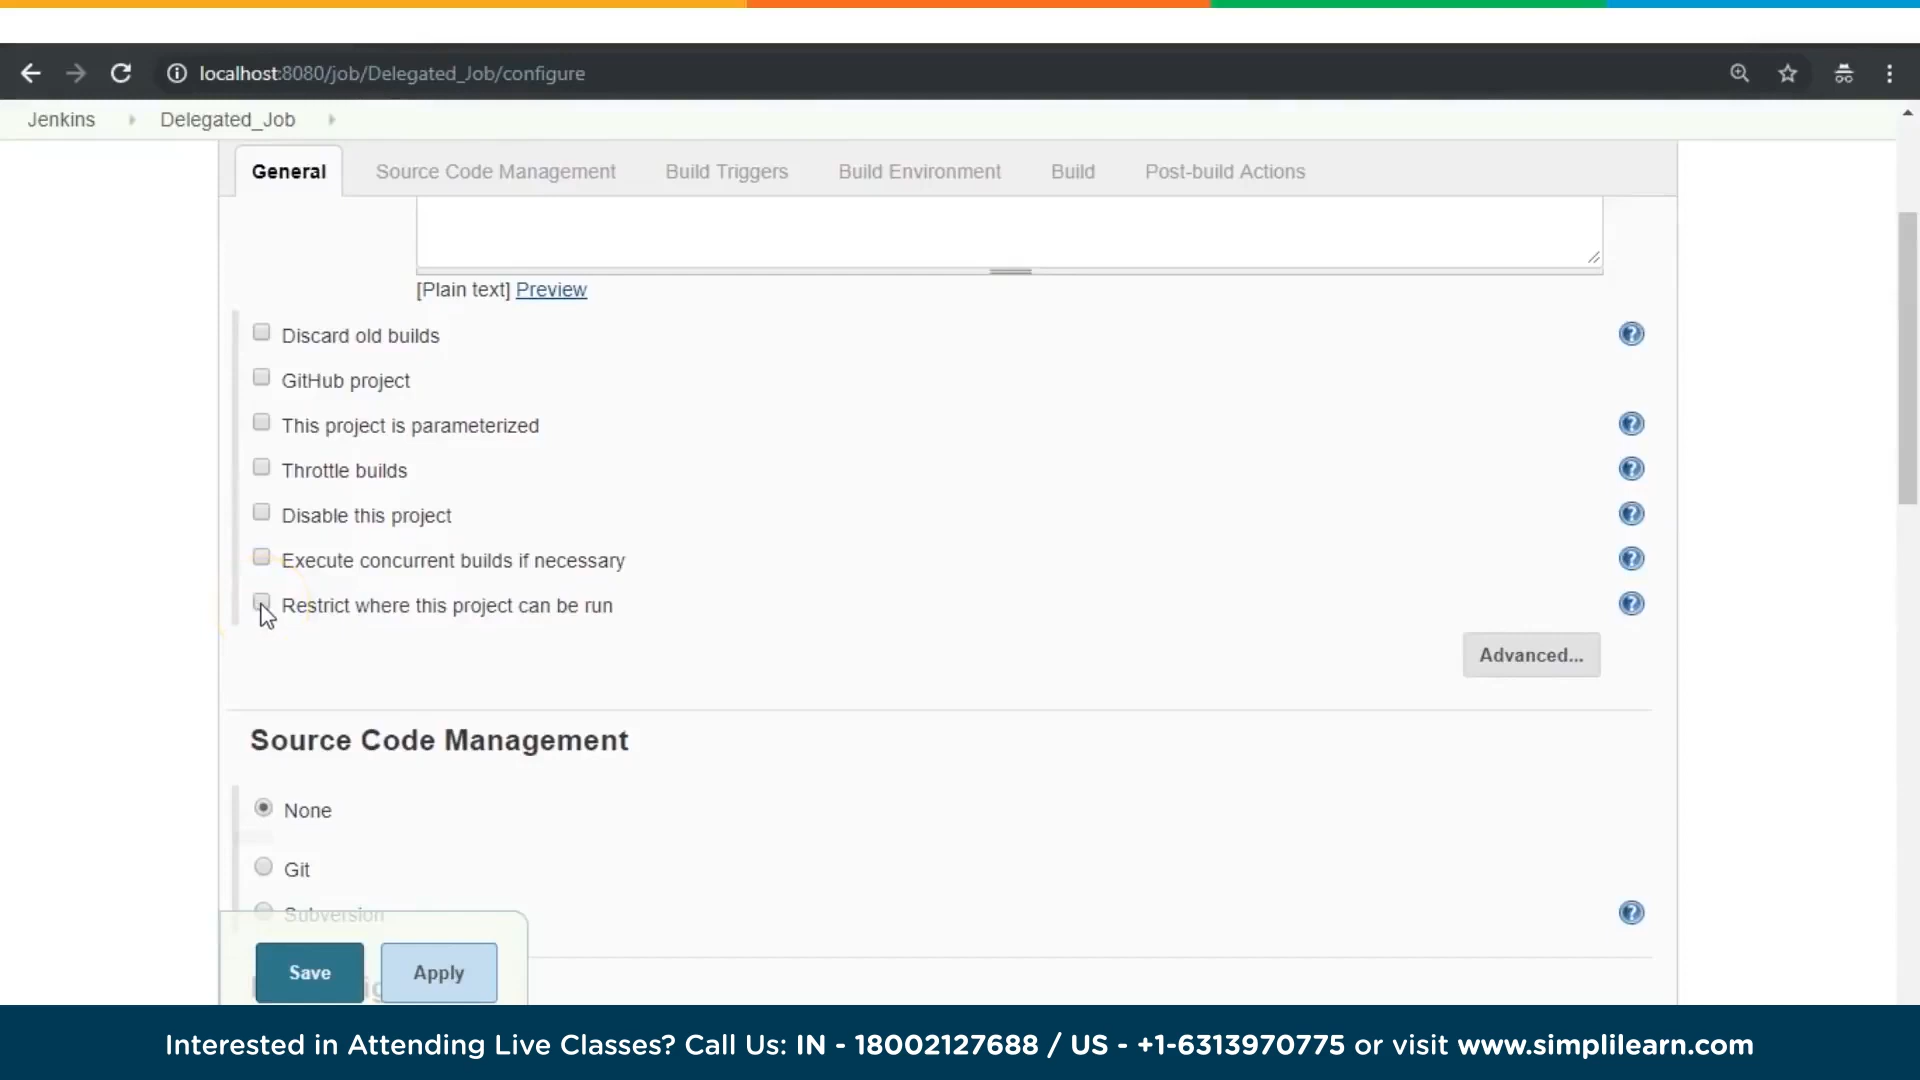 localhost:8080/job/Delegated_Job/configure
Jenkins Delegated_Job
General Source Code Management Build Triggers Build Environment Build Post-build Actions
[Plain text] Preview
Discard old builds
GitHub project
This project is parameterized
Throttle builds
Disable this project
Execute concurrent builds if necessary
Restrict where this project can be run
Advanced...
Source Code Management
None
Git
Subversion
Save Apply
Interested in Attending Live Classes? Call Us: IN - 18002127688 / US - +1-6313970775 or visit www.simplilearn.com